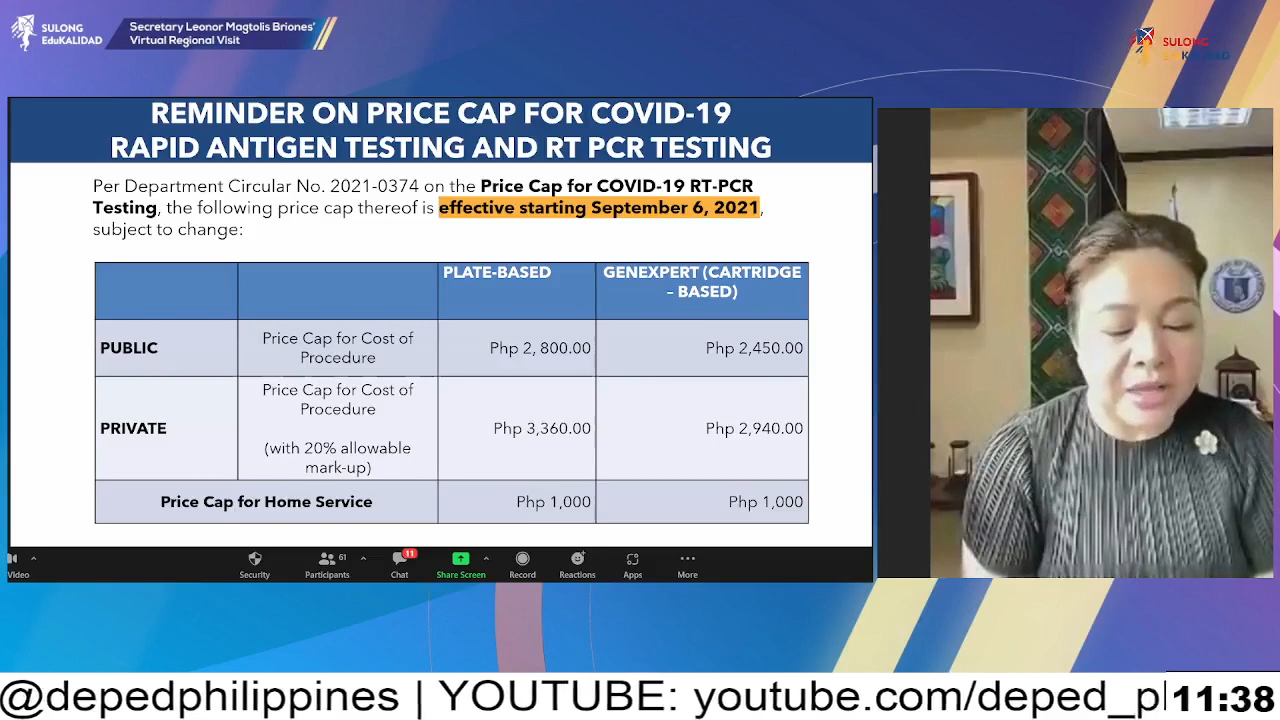 SULONG
EduKALIDAD
Secretary Leonor Magtolis Briones'
Virtual Regional Visit
SULONG
EduKALIDAD
REMINDER ON PRICE CAP FOR COVID-19
RAPID ANTIGEN TESTING AND RT PCR TESTING
Per Department Circular No. 2021-0374 on the Price Cap for COVID-19 RT-PCR
Testing, the following price cap thereof is effective starting September 6, 2021,
subject to change:
PLATE-BASED
GENEXPERT (CARTRIDGE
– BASED)
PUBLIC
Price Cap for Cost of
Procedure
Php 2, 800.00
Php 2,450.00
PRIVATE
Price Cap for Cost of
Procedure
(with 20% allowable
mark-up)
Php 3,360.00
Php 2,940.00
Price Cap for Home Service
Php 1,000
Php 1,000
Video
Security
61
Participants
11
Chat
Share Screen
Record
Reactions
Apps
More
@depedphilippines | YOUTUBE: youtube.com/deped_pl
11:38